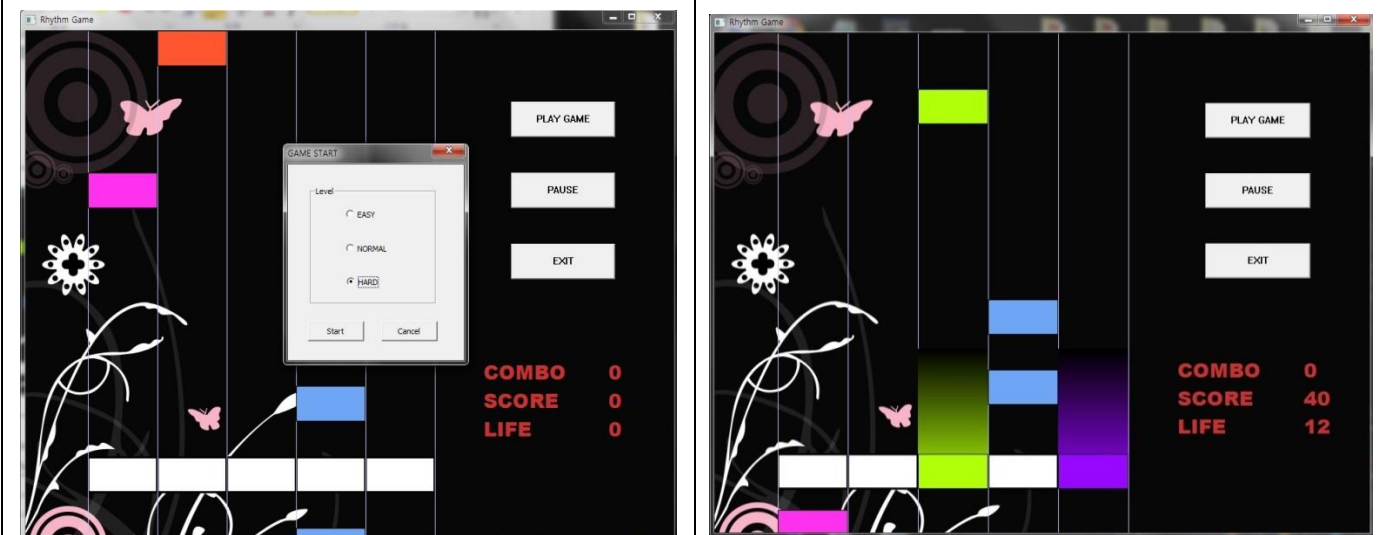 Rhythm Game
PLAY GAME
GAME START
Level
EASY
PAUSE
NORMAL
EXIT
HARD
Start Cancel
COMBO 0
SCORE 0
LIFE 0
Rhythm Game
PLAY GAME
PAUSE
EXIT
COMBO 0
SCORE 40
LIFE 12